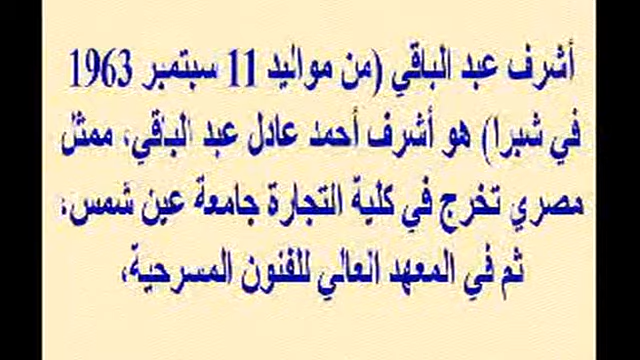 أشرف عبد الباقي (من مواليد 11 سبتمبر 1963
في شبرا) هو أشرف أحمد عادل عبد الباقي، ممثل
مصري تخرج في كلية التجارة جامعة عين شمس،
ثم في المعهد العالي للفنون المسرحية،